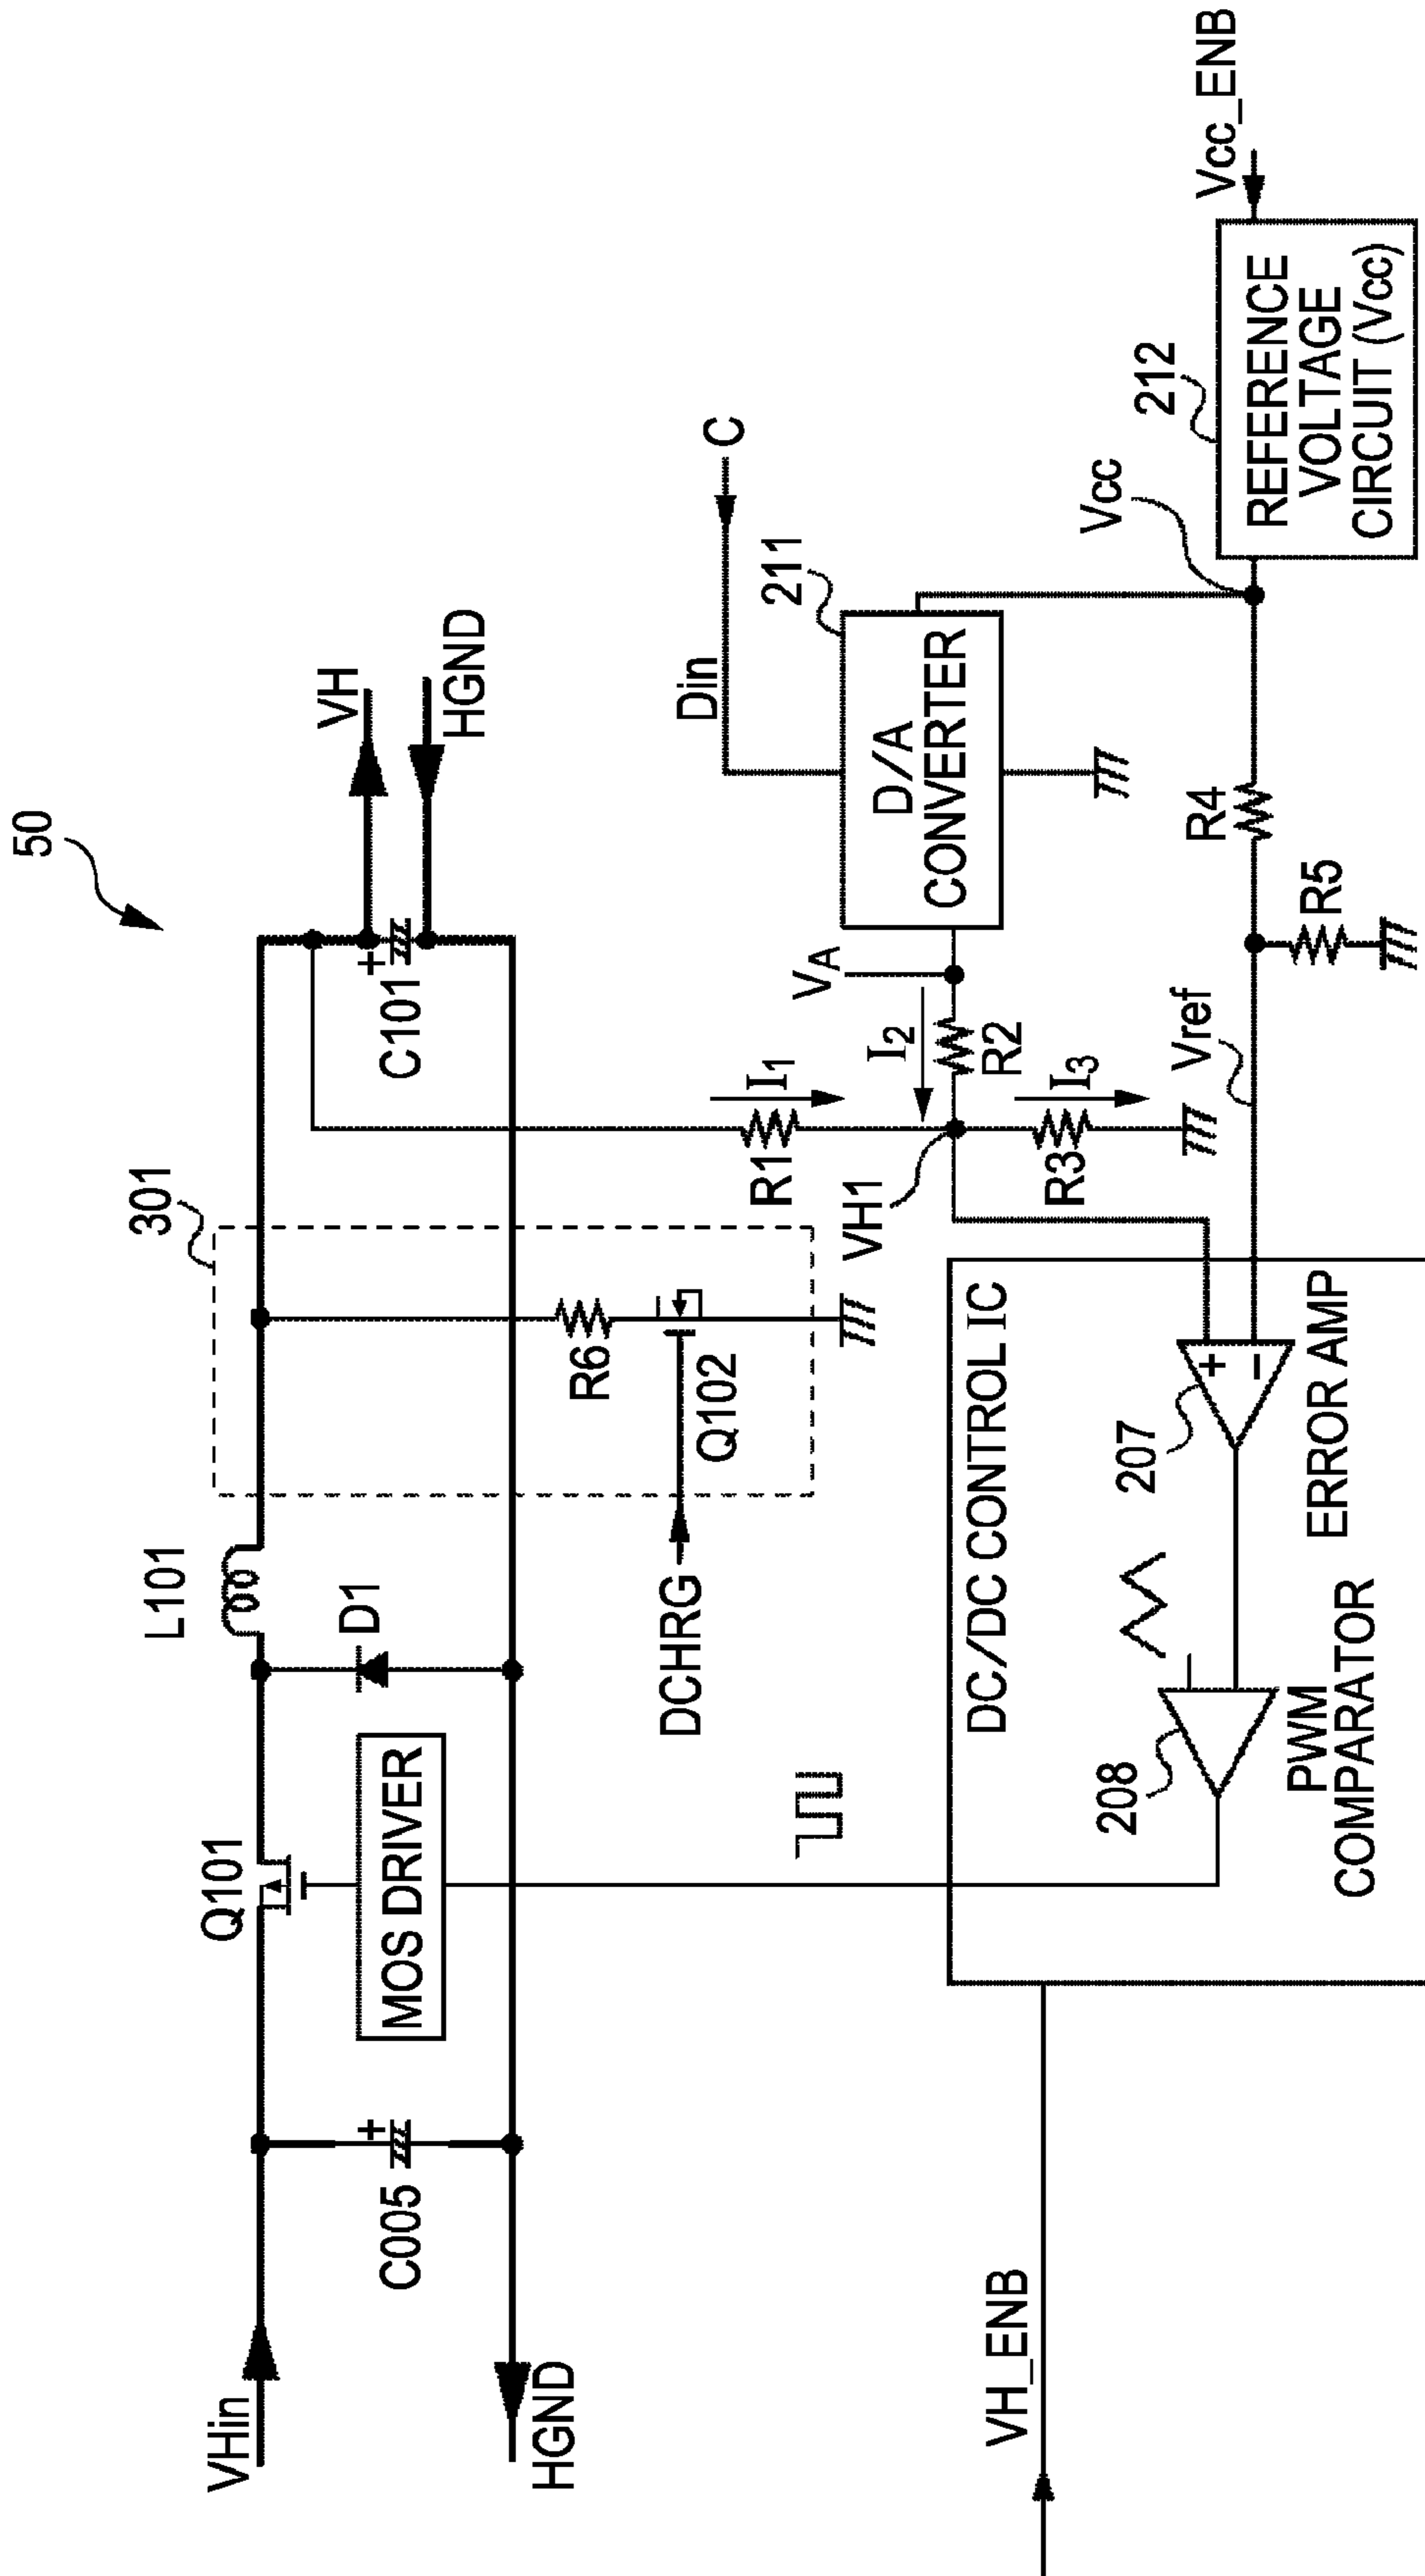 50
VHin
Q101
L101
301
VH
HGND
C005
+
MOS DRIVER
D1
R6
Q102
DCHRG
C101
+
HGND
R1
I1
VH1
I2
R2
R3
I3
VA
Din
C
211
D/A
CONVERTER
Vcc
212
REFERENCE
VOLTAGE
CIRCUIT (Vcc)
Vcc_ENB
R4
R5
Vref
VH_ENB
DC/DC CONTROL IC
208
PWM
COMPARATOR
207
+
−
ERROR AMP